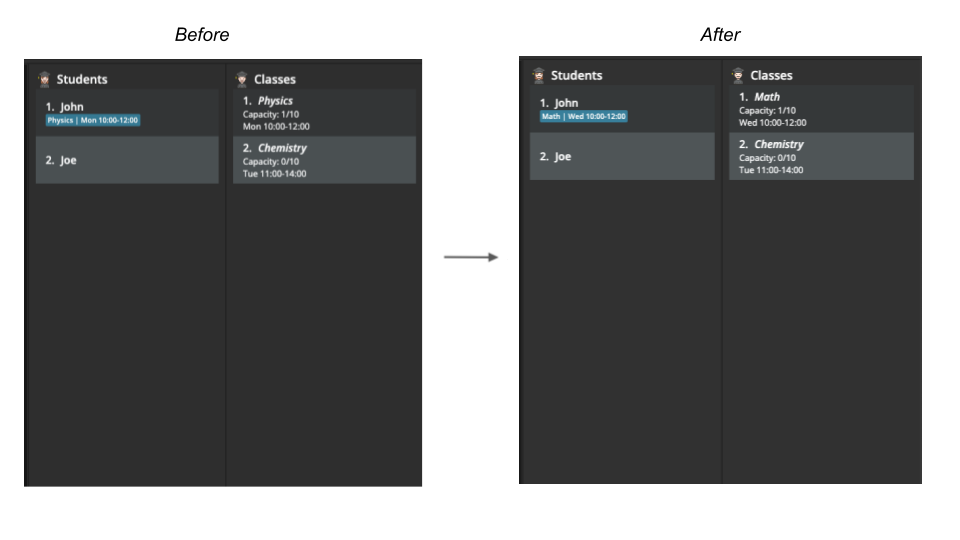 Before
Students
1. John
Physics | Mon 10:00-12:00
2. Joe
Classes
1. Physics
Capacity: 1/10
Mon 10:00-12:00
2. Chemistry
Capacity: 0/10
Tue 11:00-14:00
After
Students
1. John
Math | Wed 10:00-12:00
2. Joe
Classes
1. Math
Capacity: 1/10
Wed 10:00-12:00
2. Chemistry
Capacity: 0/10
Tue 11:00-14:00